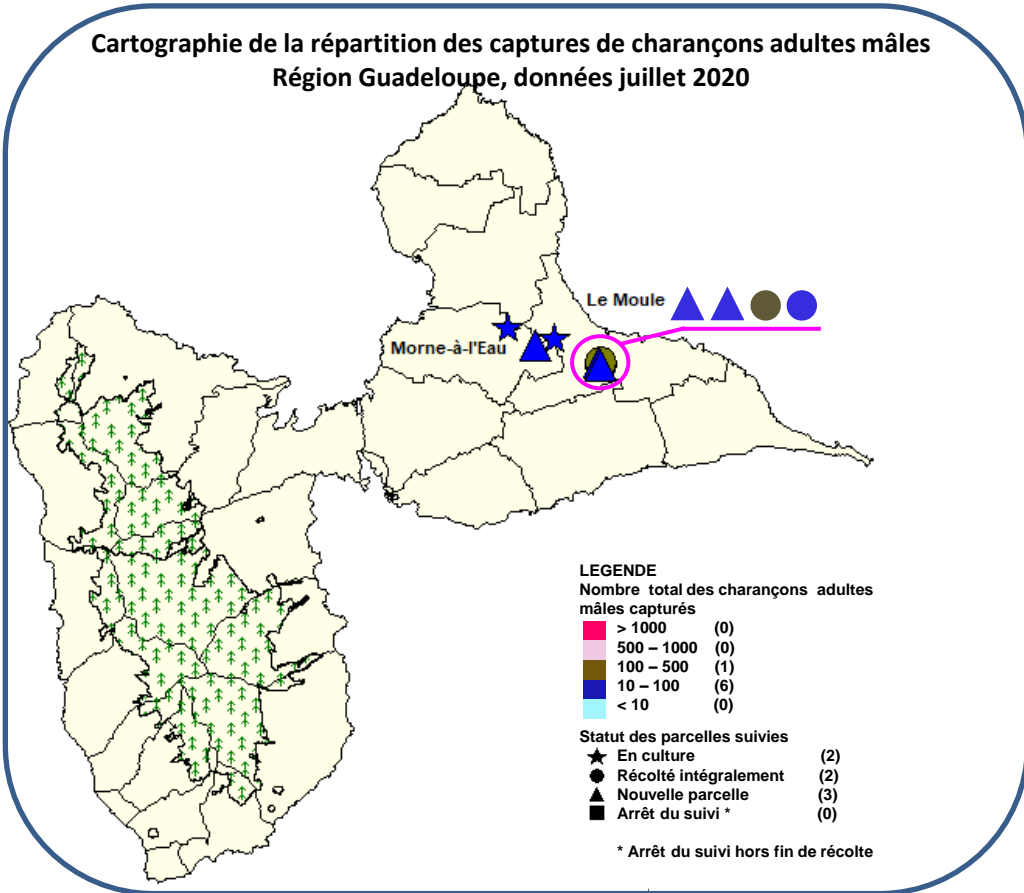 Cartographie de la répartition des captures de charançons adultes mâles
Région Guadeloupe, données juillet 2020
Le Moule
Morne-à-l'Eau
LEGENDE
Nombre total des charançons adultes
mâles capturés
> 1000 (0)
500 – 1000 (0)
100 – 500 (1)
10 – 100 (6)
< 10 (0)
Statut des parcelles suivies
En culture (2)
Récolté intégralement (2)
Nouvelle parcelle (3)
Arrêt du suivi * (0)
* Arrêt du suivi hors fin de récolte